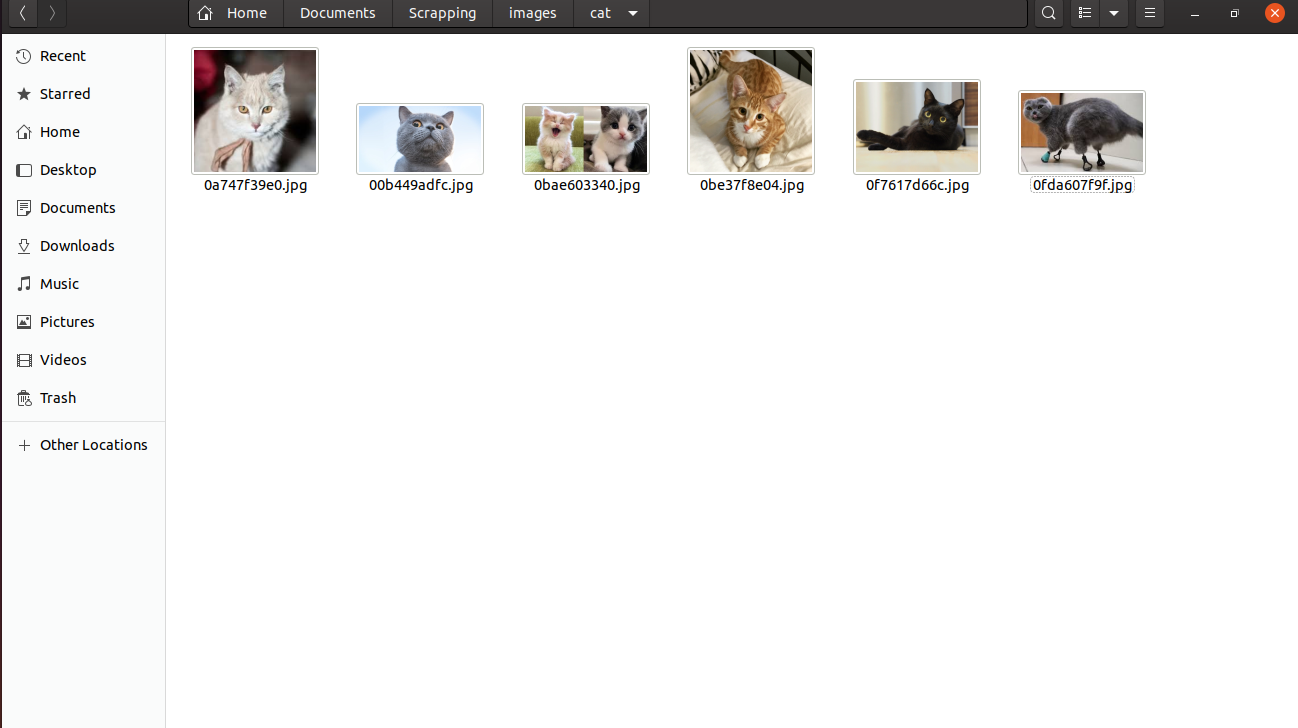 Home Documents Scrapping images cat
Recent
Starred
Home
Desktop
Documents
Downloads
Music
Pictures
Videos
Trash
Other Locations
0a747f39e0.jpg 00b449adfc.jpg 0bae603340.jpg 0be37f8e04.jpg 0f7617d66c.jpg 0fda607f9f.jpg